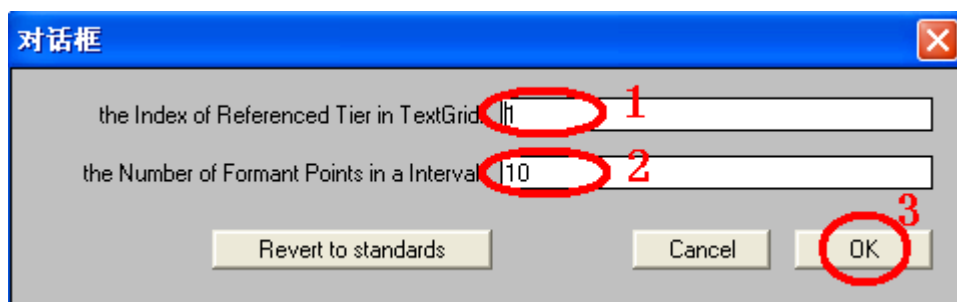 对话框
the Index of Referenced Tier in TextGrid: 1 1
the Number of Formant Points in a Interval: 10 2
3
Revert to standards Cancel OK